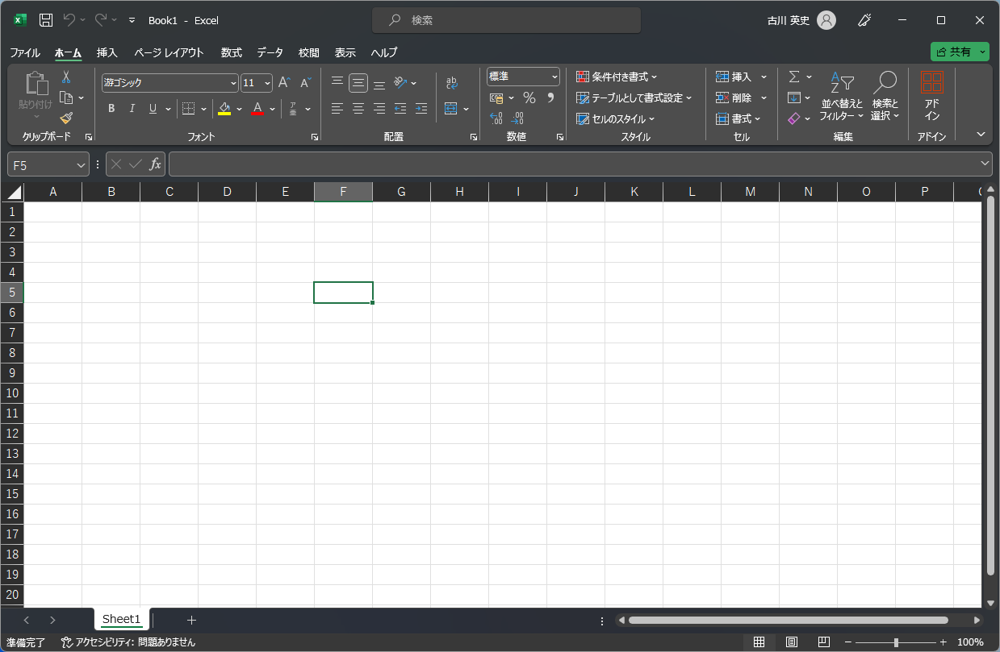 Book1 - Excel
検索
古川 英史
ファイル ホーム 挿入 ページ レイアウト 数式 データ 校閲 表示 ヘルプ
共有
貼り付け
クリップボード
游ゴシック 11 A A
B I U A
フォント
ab
配置
標準
% 9
数値
条件付き書式
テーブルとして書式設定
セルのスタイル
スタイル
挿入
削除
書式
セル
並べ替えと
フィルター
検索と
選択
編集
アド
イン
アドイン
F5
fx
A B C D E F G H I J K L M N O P
1
2
3
4
5
6
7
8
9
10
11
12
13
14
15
16
17
18
19
20
Sheet1
準備完了 アクセシビリティ: 問題ありません 100%